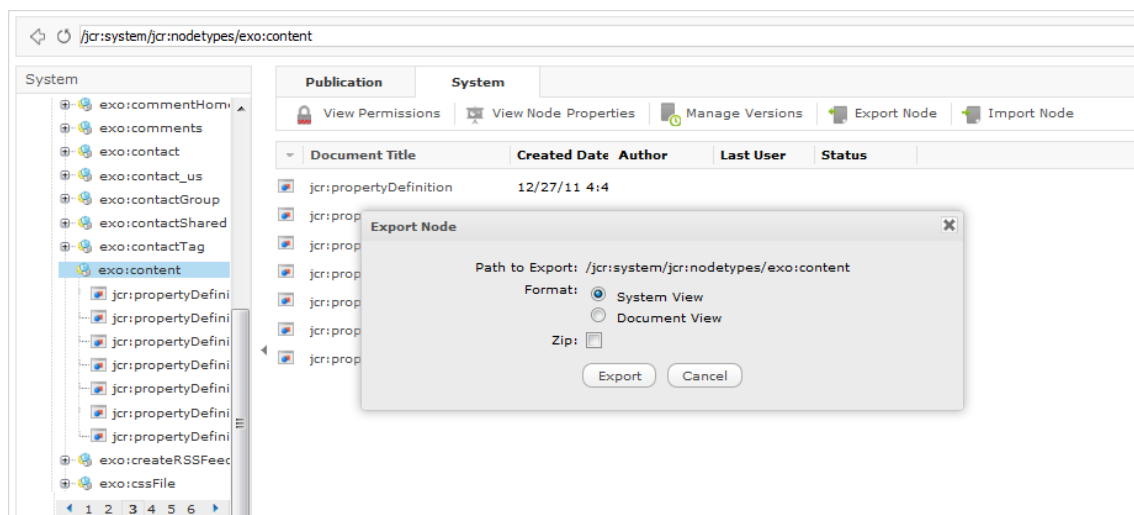 /jcr:system/jcr:nodetypes/exo:content
System
exo:commentHom
exo:comments
exo:contact
exo:contact_us
exo:contactGroup
exo:contactShared
exo:contactTag
exo:content
jcr:propertyDefini
jcr:propertyDefini
jcr:propertyDefini
jcr:propertyDefini
jcr:propertyDefini
jcr:propertyDefini
jcr:propertyDefini
exo:createRSSFeed
exo:cssFile
1 2 3 4 5 6
Publication System
View Permissions View Node Properties Manage Versions Export Node Import Node
Document Title Created Date Author Last User Status
jcr:propertyDefinition 12/27/11 4:4
jcr:prop
jcr:prop
jcr:prop
jcr:prop
jcr:prop
jcr:prop
Export Node
Path to Export: /jcr:system/jcr:nodetypes/exo:content
Format: System View
Document View
Zip:
Export Cancel